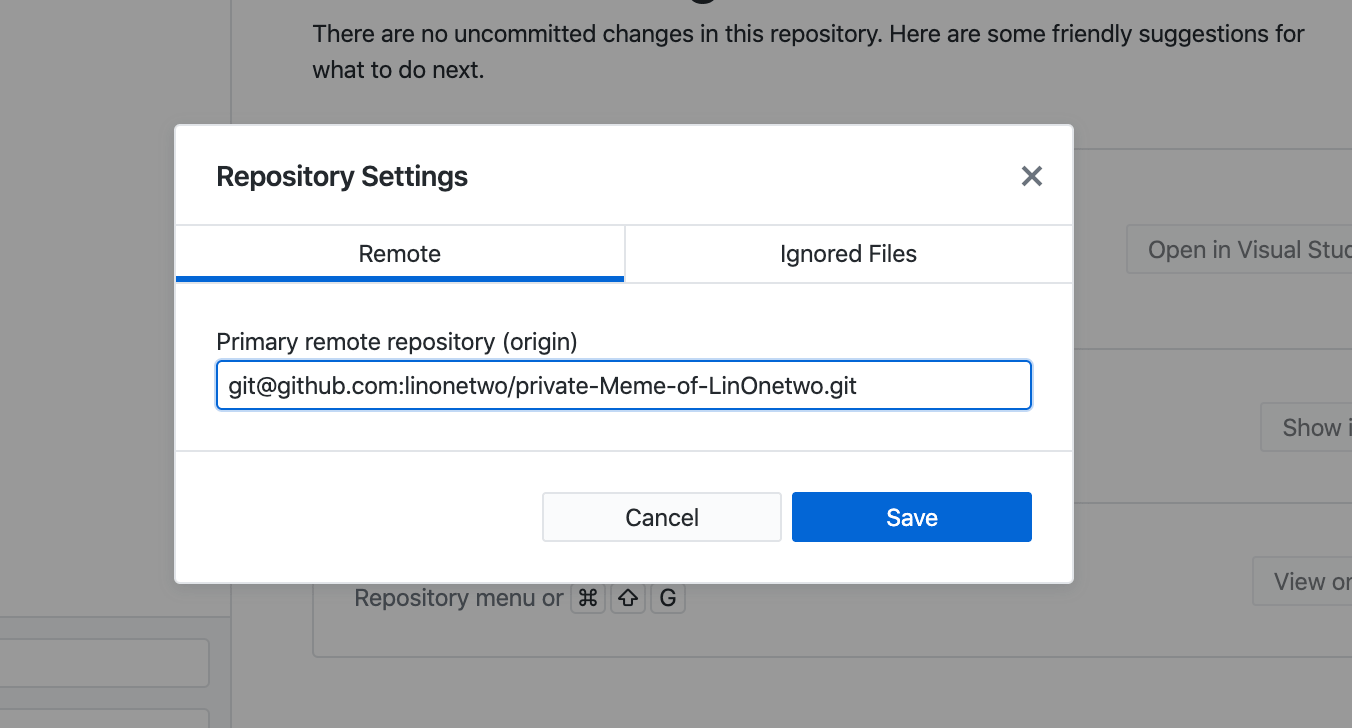 There are no uncommitted changes in this repository. Here are some friendly suggestions for
what to do next.
Repository Settings
Remote
Ignored Files
Primary remote repository (origin)
git@github.com:linonetwo/private-Meme-of-LinOnetwo.git
Cancel
Save
Open in Visual Stud
Show i
View or
Repository menu or ⌘ ⇧ G